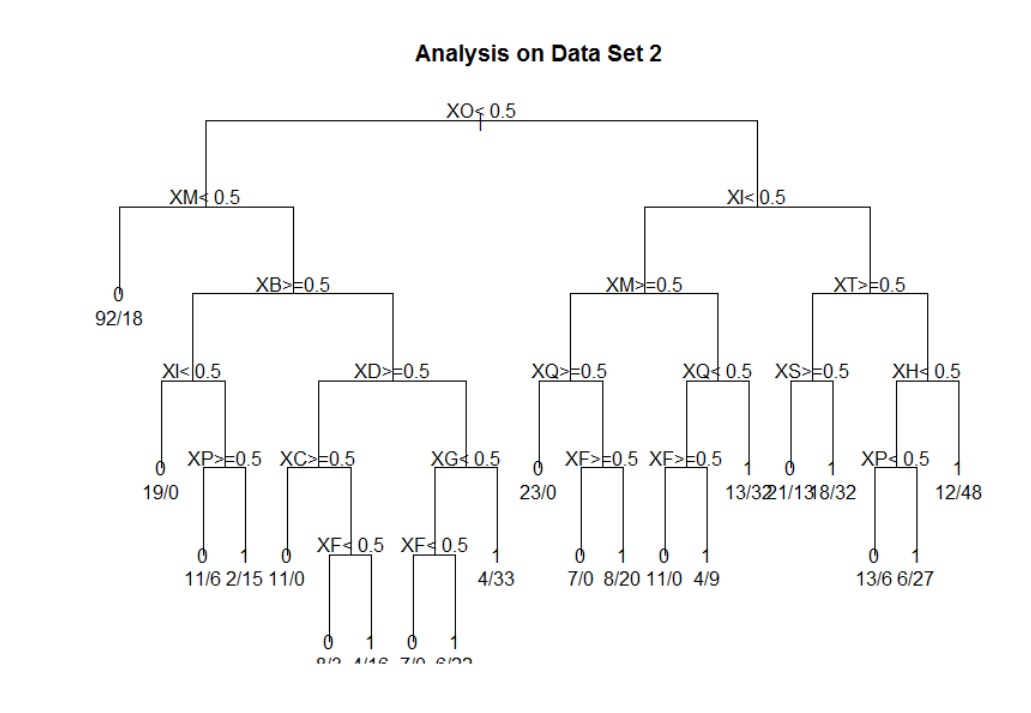 Analysis on Data Set 2
XO< 0.5
XM< 0.5 XI< 0.5
XB>=0.5 XM>=0.5 XT>=0.5
0
92/18
XI< 0.5 XD>=0.5 XQ>=0.5 XQ< 0.5 XS>=0.5 XH< 0.5
0 XP>=0.5 XC>=0.5 XG< 0.5 0 XF>=0.5 XF>=0.5 1 0 1 XP< 0.5 1
19/0 23/0 13/32 21/13 18/32 12/48
0 1 0 XF< 0.5 XF< 0.5 1 0 1 0 1 0 1
11/6 2/15 11/0 4/33 7/0 8/20 11/0 4/9 13/6 6/27
0 1 0 1